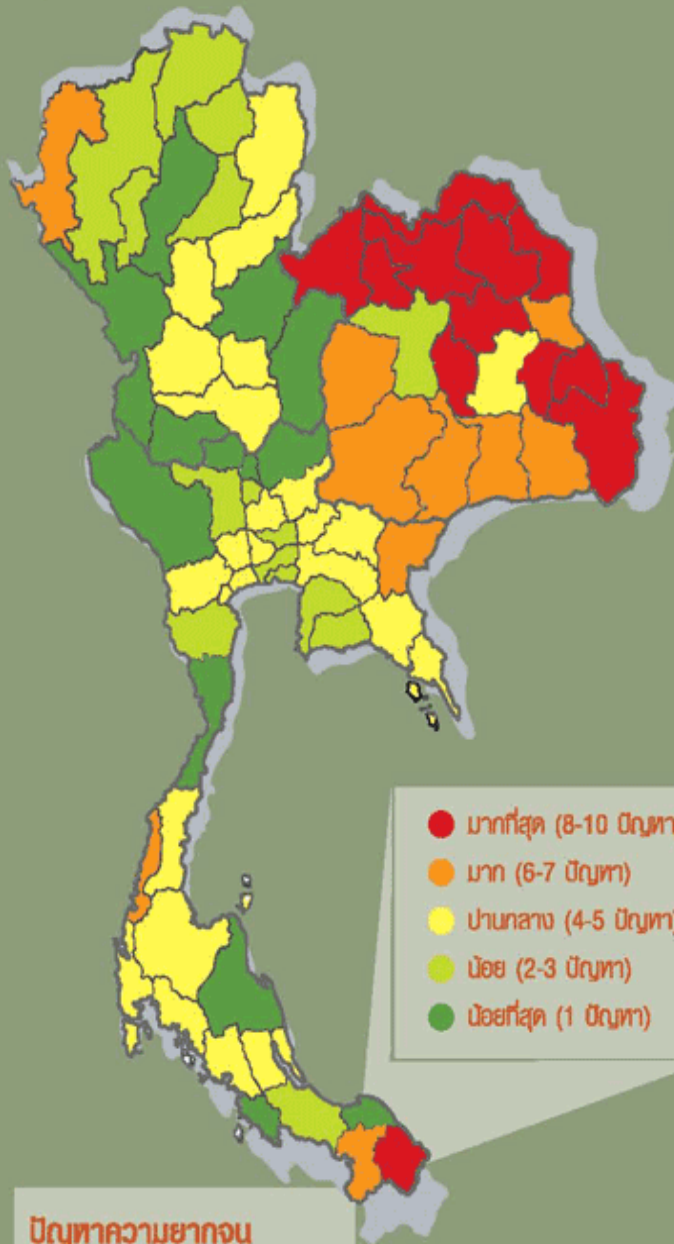 มากที่สุด (8-10 ปัญหา)
มาก (6-7 ปัญหา)
ปานกลาง (4-5 ปัญหา)
น้อย (2-3 ปัญหา)
น้อยที่สุด (1 ปัญหา)
ปัญหาความยากจน